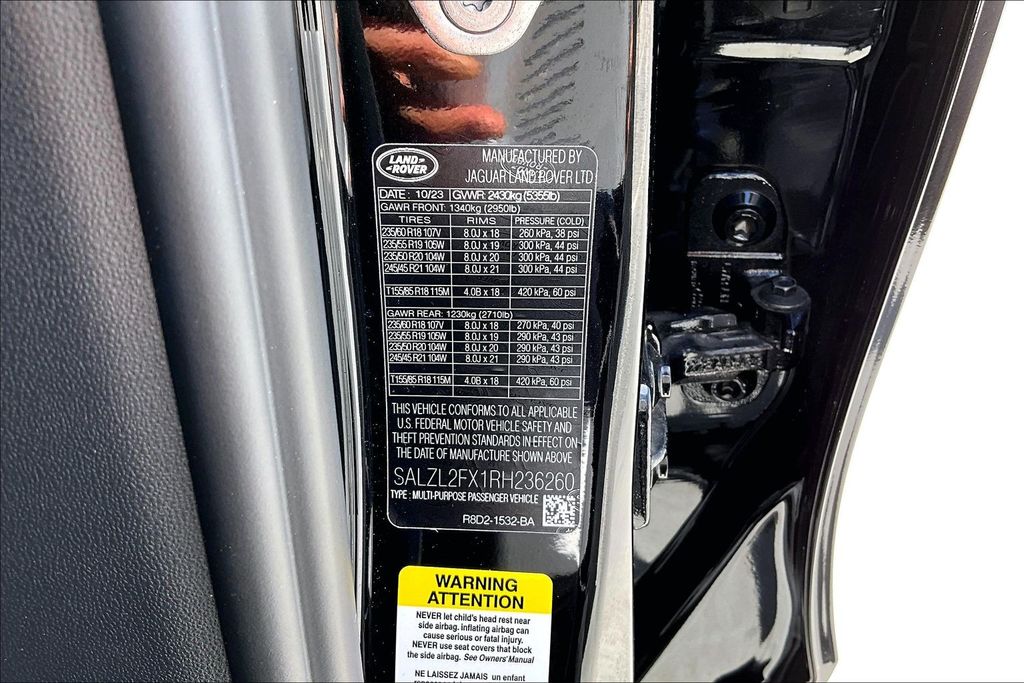 LAND
ROVER
MANUFACTURED BY
JAGUAR LAND ROVER LTD
DATE : 10/23 GVWR: 2430kg (5355lb)
GAWR FRONT: 1340kg (2950lb)
TIRES RIMS PRESSURE (COLD)
235/60 R18 107V 8.0J x 18 260 kPa, 38 psi
235/55 R19 105W 8.0J x 19 300 kPa, 44 psi
235/50 R20 104W 8.0J x 20 300 kPa, 44 psi
245/45 R21 104W 8.0J x 21 300 kPa, 44 psi
T155/85 R18 115M 4.0B x 18 420 kPa, 60 psi
GAWR REAR: 1230kg (2710lb)
235/60 R18 107V 8.0J x 18 270 kPa, 40 psi
235/55 R19 105W 8.0J x 19 290 kPa, 43 psi
235/50 R20 104W 8.0J x 20 290 kPa, 43 psi
245/45 R21 104W 8.0J x 21 290 kPa, 43 psi
T155/85 R18 115M 4.0B x 18 420 kPa, 60 psi
THIS VEHICLE CONFORMS TO ALL APPLICABLE
U.S. FEDERAL MOTOR VEHICLE SAFETY AND
THEFT PREVENTION STANDARDS IN EFFECT ON
THE DATE OF MANUFACTURE SHOWN ABOVE
SALZL2FX1RH236260
TYPE : MULTI-PURPOSE PASSENGER VEHICLE
R8D2-1532-BA
WARNING
ATTENTION
NEVER let child's head rest near
side airbag. inflating airbag can
cause serious or fatal injury.
NEVER use seat covers that block
the side airbag. See Owners' Manual
NE LAISSEZ JAMAIS un enfant